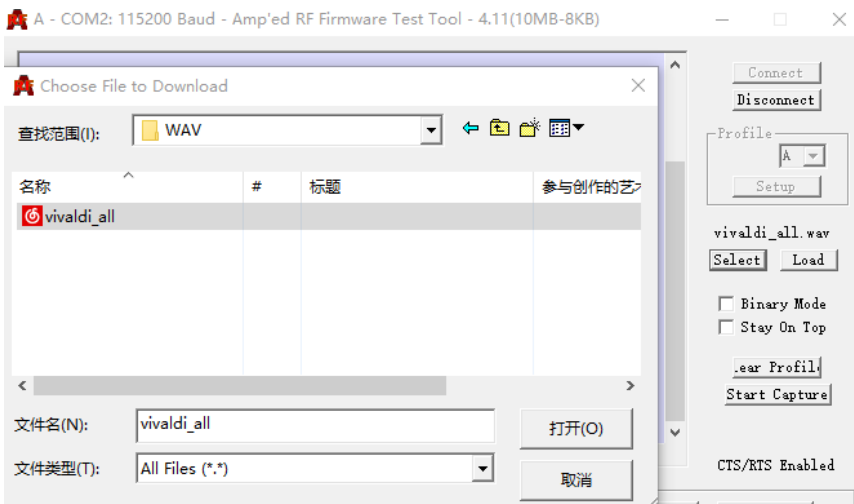 A - COM2: 115200 Baud - Amp'ed RF Firmware Test Tool - 4.11(10MB-8KB)
Choose File to Download
查找范围(I):
WAV
名称
#
标题
参与创作的艺
vivaldi_all
文件名(N):
vivaldi_all
打开(O)
文件类型(T):
All Files (*.*)
取消
Connect
Disconnect
Profile
A
Setup
vivaldi_all.wav
Select
Load
Binary Mode
Stay On Top
lear Profil
Start Capture
CTS/RTS Enabled